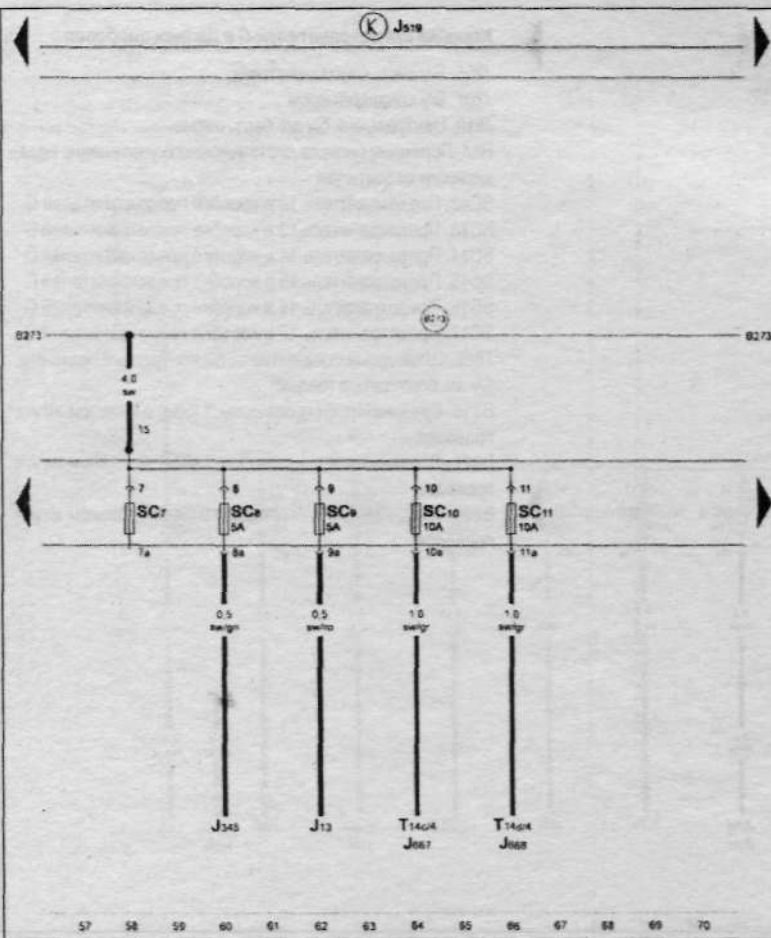 K J519
B273 B273 B273
4,0
sw
15
7 8 9 10 11
SC7 SC8 SC9 SC10 SC11
5A 5A 10A 10A
7a 8a 9a 10a 11a
0,5 0,5 1,0 1,0
sw/gn sw/ro sw/gr sw/gr
J345 J13 T14c/4 T14d/4
J667 J668
57 58 59 60 61 62 63 64 65 66 67 68 69 70